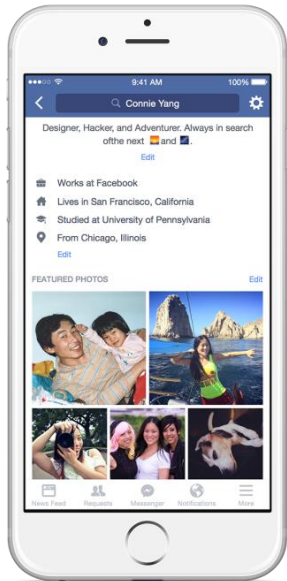 9:41 AM
100%
Connie Yang
Designer, Hacker, and Adventurer. Always in search
ofthe next 🌅 and 🌠.
Edit
Works at Facebook
Lives in San Francisco, California
Studied at University of Pennsylvania
From Chicago, Illinois
Edit
FEATURED PHOTOS
Edit
News Feed
Requests
Messenger
Notifications
More